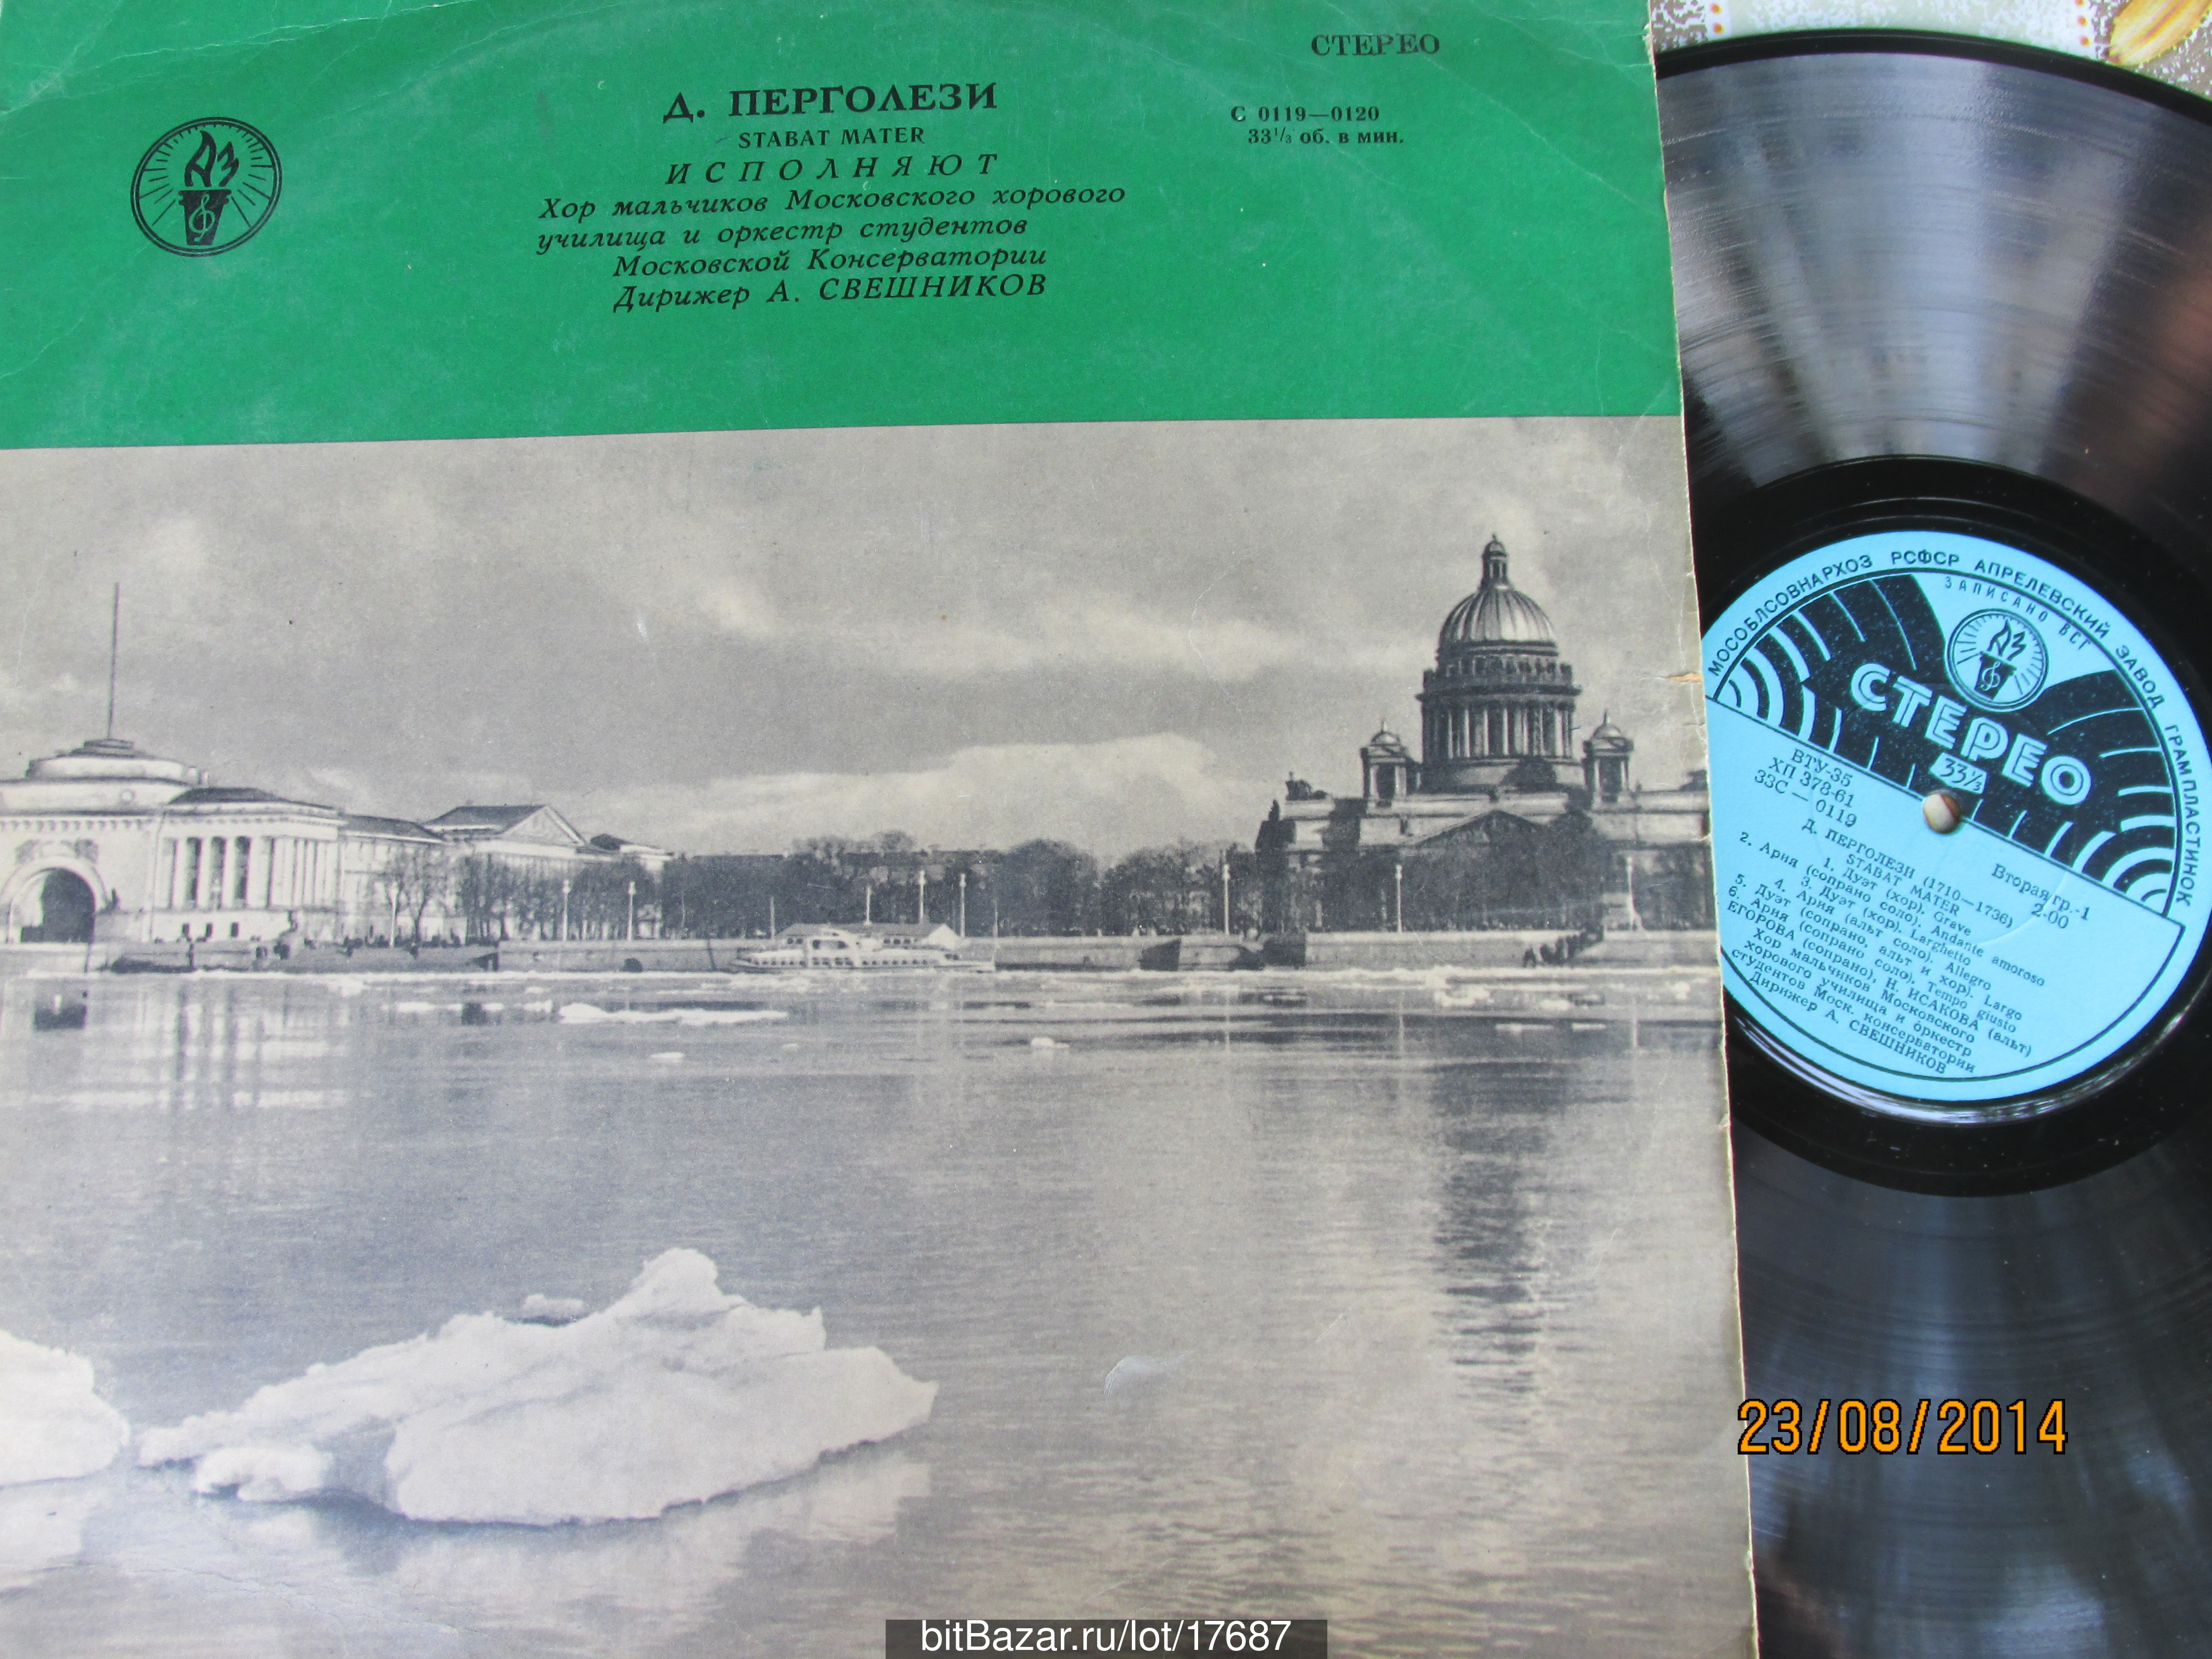 СТЕРЕО
Д. ПЕРГОЛЕЗИ
STABAT MATER
ИСПОЛНЯЮТ
Хор мальчиков Московского хорового
училища и оркестр студентов
Московской Консерватории
Дирижер А. СВЕШНИКОВ
С 0119—0120
33⅓ об. в мин.
АЗ
МОСОБЛСОВНАРХОЗ РСФСР АПРЕЛЕВСКИЙ ЗАВОД ГРАМПЛАСТИНОК
ЗАПИСАНО ВСГ
АЗ
СТЕРЕО
33⅓
ВТУ-35
ХП 378-61
33С—0119
Вторая гр.-1
2-00
Д. ПЕРГОЛЕЗИ (1710—1736)
STABAT MATER
1. Дуэт (хор). Grave
2. Ария (сопрано соло). Andante amoroso
3. Дуэт (хор). Larghetto
4. Ария (альт соло). Allegro
5. Дуэт (сопрано, альт и хор). Largo
6. Ария (сопрано соло). Tempo giusto
ЕГОРОВА (сопрано), Н. ИСАКОВА (альт)
Хор мальчиков Московского
хорового училища и оркестр
студентов Моск. консерватории
Дирижер А. СВЕШНИКОВ
23/08/2014
bitBazar.ru/lot/17687